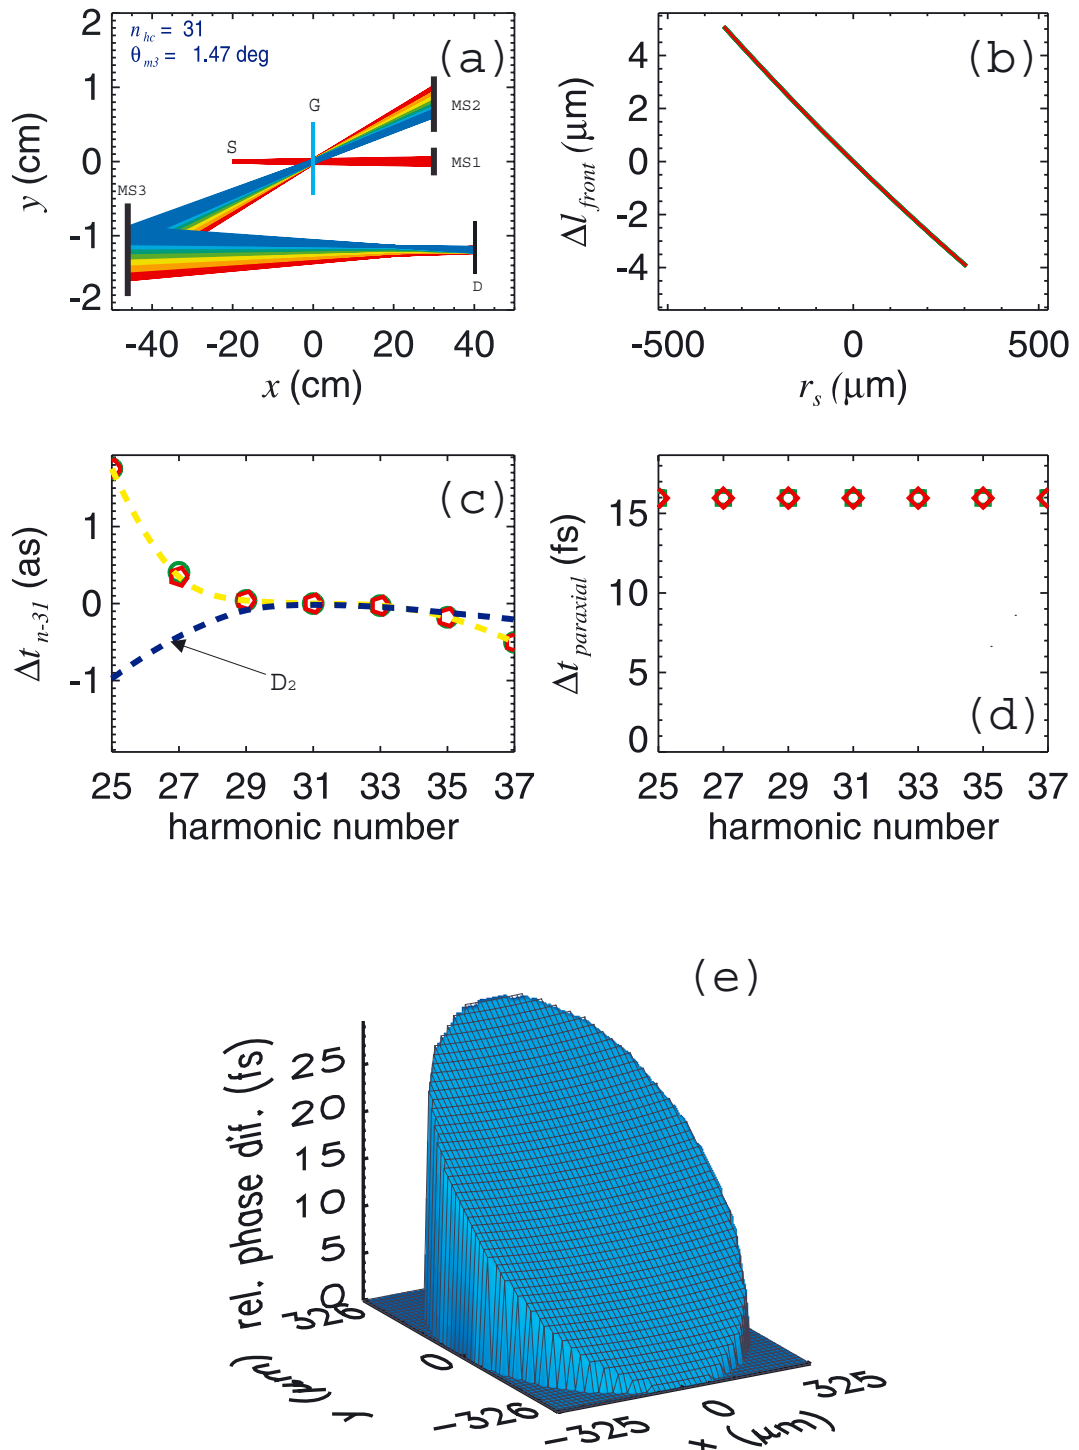 n_hc = 31
θ_m3 = 1.47 deg
(a)
2
1
0
-1
-2
y (cm)
S
G
MS2
MS1
MS3
D
-40 -20 0 20 40
x (cm)
(b)
4
2
0
-2
-4
Δl_front (μm)
-500 0 500
r_s (μm)
(c)
1
0
-1
Δt_n-31 (as)
D₂
25 27 29 31 33 35 37
harmonic number
15
10
5
0
Δt_paraxial (fs)
(d)
25 27 29 31 33 35 37
harmonic number
(e)
25
20
15
10
5
0
rel. phase dif. (fs)
326
0
-326
Y (μm)
-325
0
325
x (μm)